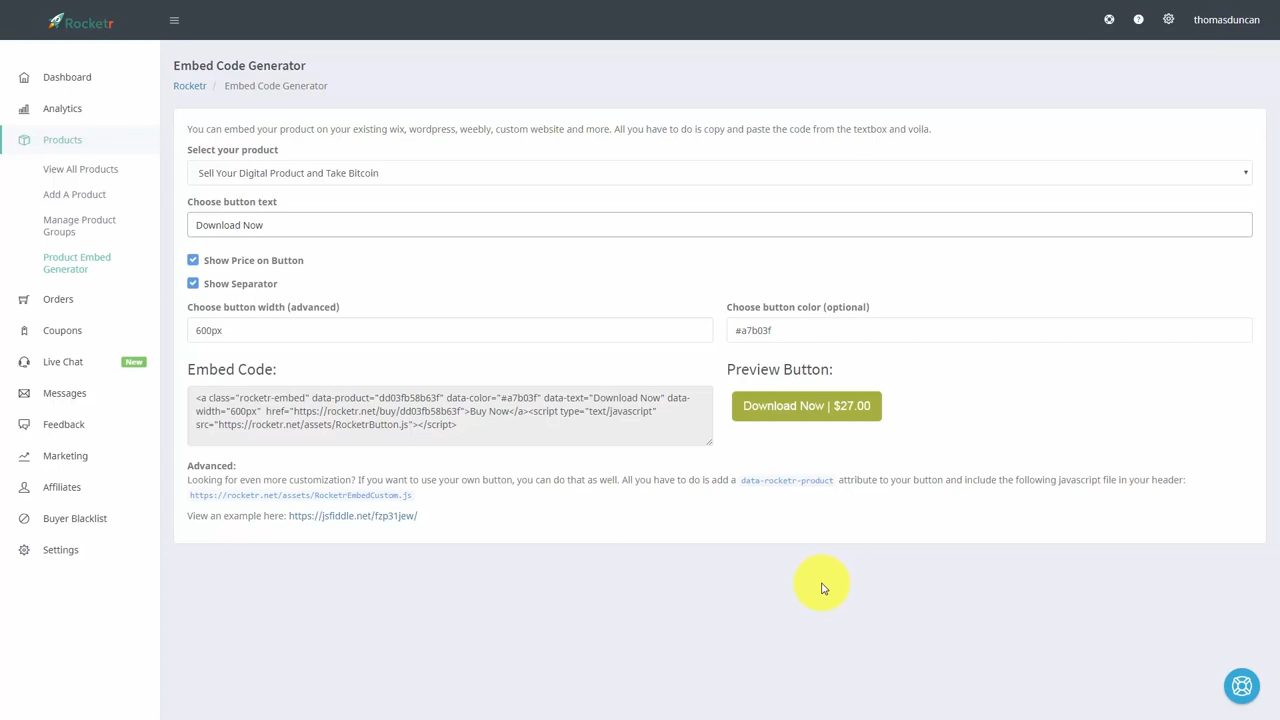 Rocketr
thomasduncan
Dashboard
Analytics
Products
View All Products
Add A Product
Manage Product
Groups
Product Embed
Generator
Orders
Coupons
Live Chat New
Messages
Feedback
Marketing
Affiliates
Buyer Blacklist
Settings
Embed Code Generator
Rocketr / Embed Code Generator
You can embed your product on your existing wix, wordpress, weebly, custom website and more. All you have to do is copy and paste the code from the textbox and voila.
Select your product
Sell Your Digital Product and Take Bitcoin
Choose button text
Download Now
Show Price on Button
Show Separator
Choose button width (advanced)
600px
Choose button color (optional)
#a7b03f
Embed Code:
<a class="rocketr-embed" data-product="dd03fb58b63f" data-color="#a7b03f" data-text="Download Now" data-
width="600px" href="https://rocketr.net/buy/dd03fb58b63f">Buy Now</a><script type="text/javascript"
src="https://rocketr.net/assets/RocketrButton.js"></script>
Preview Button:
Download Now | $27.00
Advanced:
Looking for even more customization? If you want to use your own button, you can do that as well. All you have to do is add a data-rocketr-product attribute to your button and include the following javascript file in your header:
https://rocketr.net/assets/RocketrEmbedCustom.js
View an example here: https://jsfiddle.net/fzp31jew/